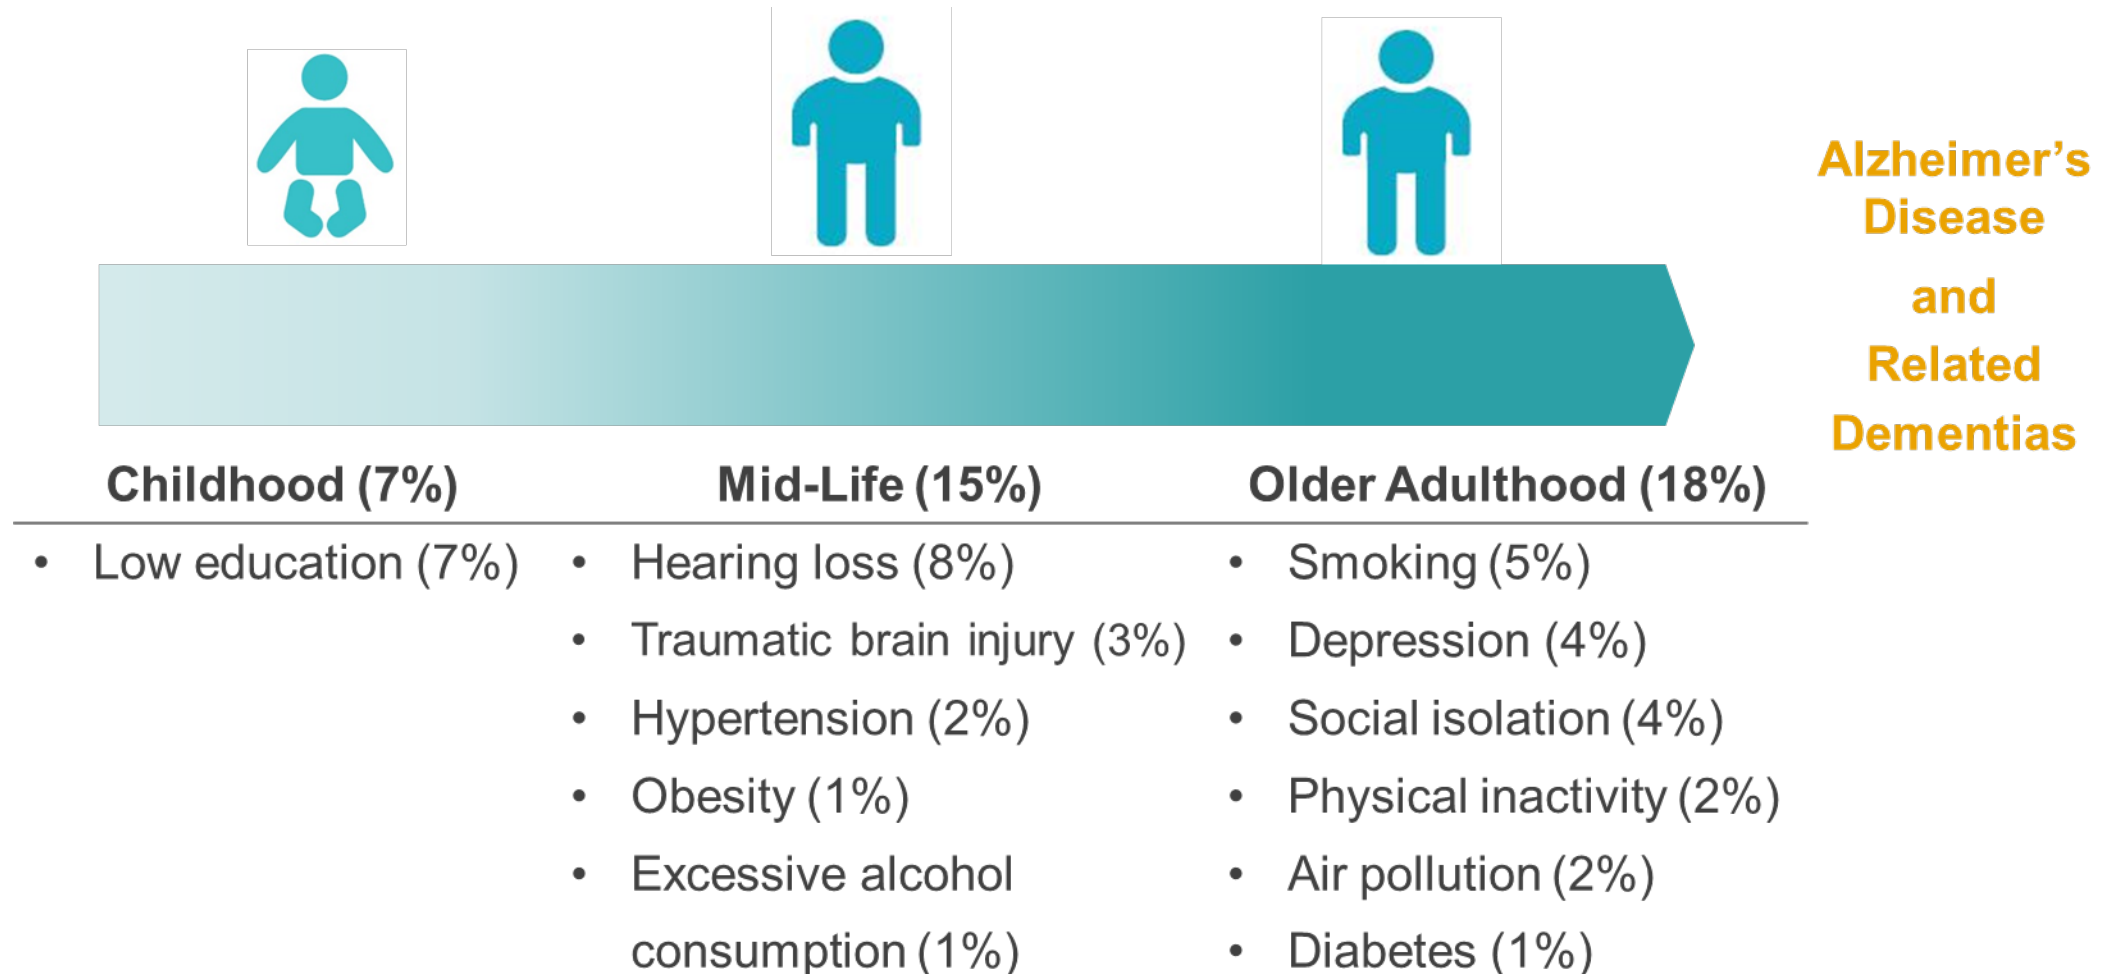 Alzheimer’s
Disease
and
Related
Dementias
Childhood (7%)
• Low education (7%)
Mid-Life (15%)
• Hearing loss (8%)
• Traumatic brain injury (3%)
• Hypertension (2%)
• Obesity (1%)
• Excessive alcohol
consumption (1%)
Older Adulthood (18%)
• Smoking (5%)
• Depression (4%)
• Social isolation (4%)
• Physical inactivity (2%)
• Air pollution (2%)
• Diabetes (1%)